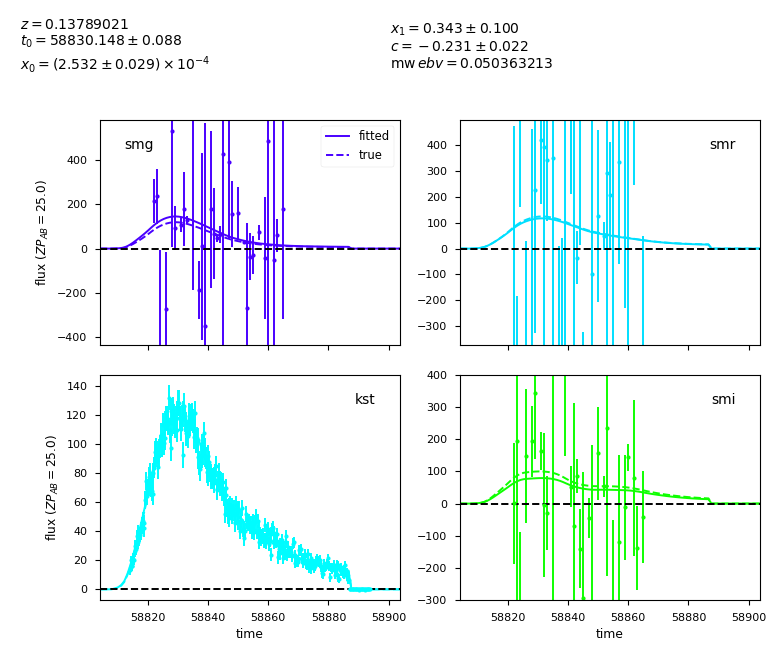 z = 0.13789021
t₀ = 58830.148 ± 0.088
x₀ = (2.532 ± 0.029) × 10⁻⁴
x₁ = 0.343 ± 0.100
c = −0.231 ± 0.022
mw ebv = 0.050363213
smg
fitted
true
400
200
0
−200
−400
flux (ZP_AB = 25.0)
smr
400
300
200
100
0
−100
−200
−300
kst
140
120
100
80
60
40
20
0
flux (ZP_AB = 25.0)
58820 58840 58860 58880 58900
time
smi
400
300
200
100
0
−100
−200
−300
58820 58840 58860 58880 58900
time